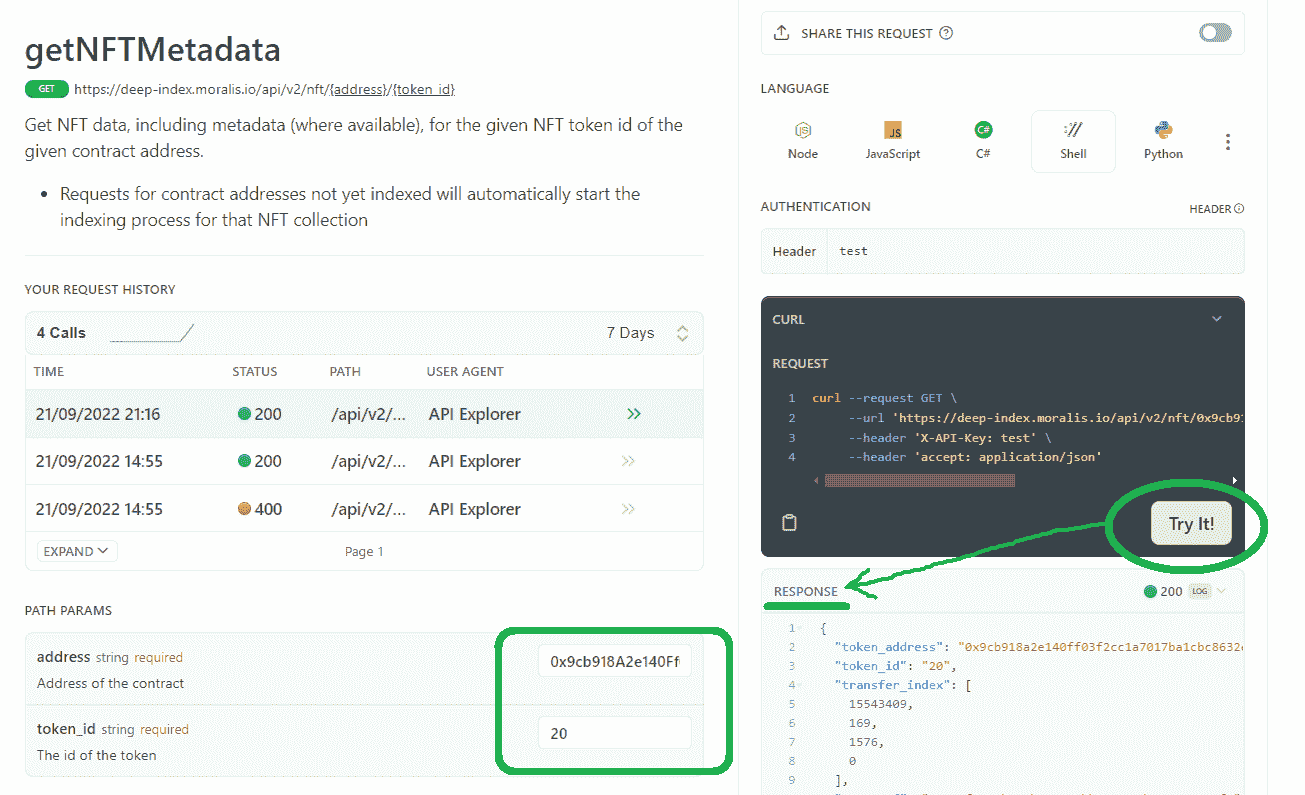 getNFTMetadata
GET https://deep-index.moralis.io/api/v2/nft/{address}/{token_id}
Get NFT data, including metadata (where available), for the given NFT token id of the
given contract address.
• Requests for contract addresses not yet indexed will automatically start the
indexing process for that NFT collection
YOUR REQUEST HISTORY
4 Calls 7 Days
TIME STATUS PATH USER AGENT
21/09/2022 21:16 200 /api/v2/... API Explorer
21/09/2022 14:55 200 /api/v2/... API Explorer
21/09/2022 14:55 400 /api/v2/... API Explorer
EXPAND Page 1
PATH PARAMS
address string required 0x9cb918A2e140Ff
Address of the contract
token_id string required 20
The id of the token
SHARE THIS REQUEST
LANGUAGE
JS C#
Node JavaScript C# Shell Python
AUTHENTICATION HEADER
Header test
CURL
REQUEST
1 curl --request GET \
2 --url 'https://deep-index.moralis.io/api/v2/nft/0x9cb91
3 --header 'X-API-Key: test' \
4 --header 'accept: application/json'
Try It!
RESPONSE 200 LOG
1 {
2 "token_address": "0x9cb918a2e140ff03f2cc1a7017ba1cbc8632
3 "token_id": "20",
4 "transfer_index": [
5 15543409,
6 169,
7 1576,
8 0
9 ],